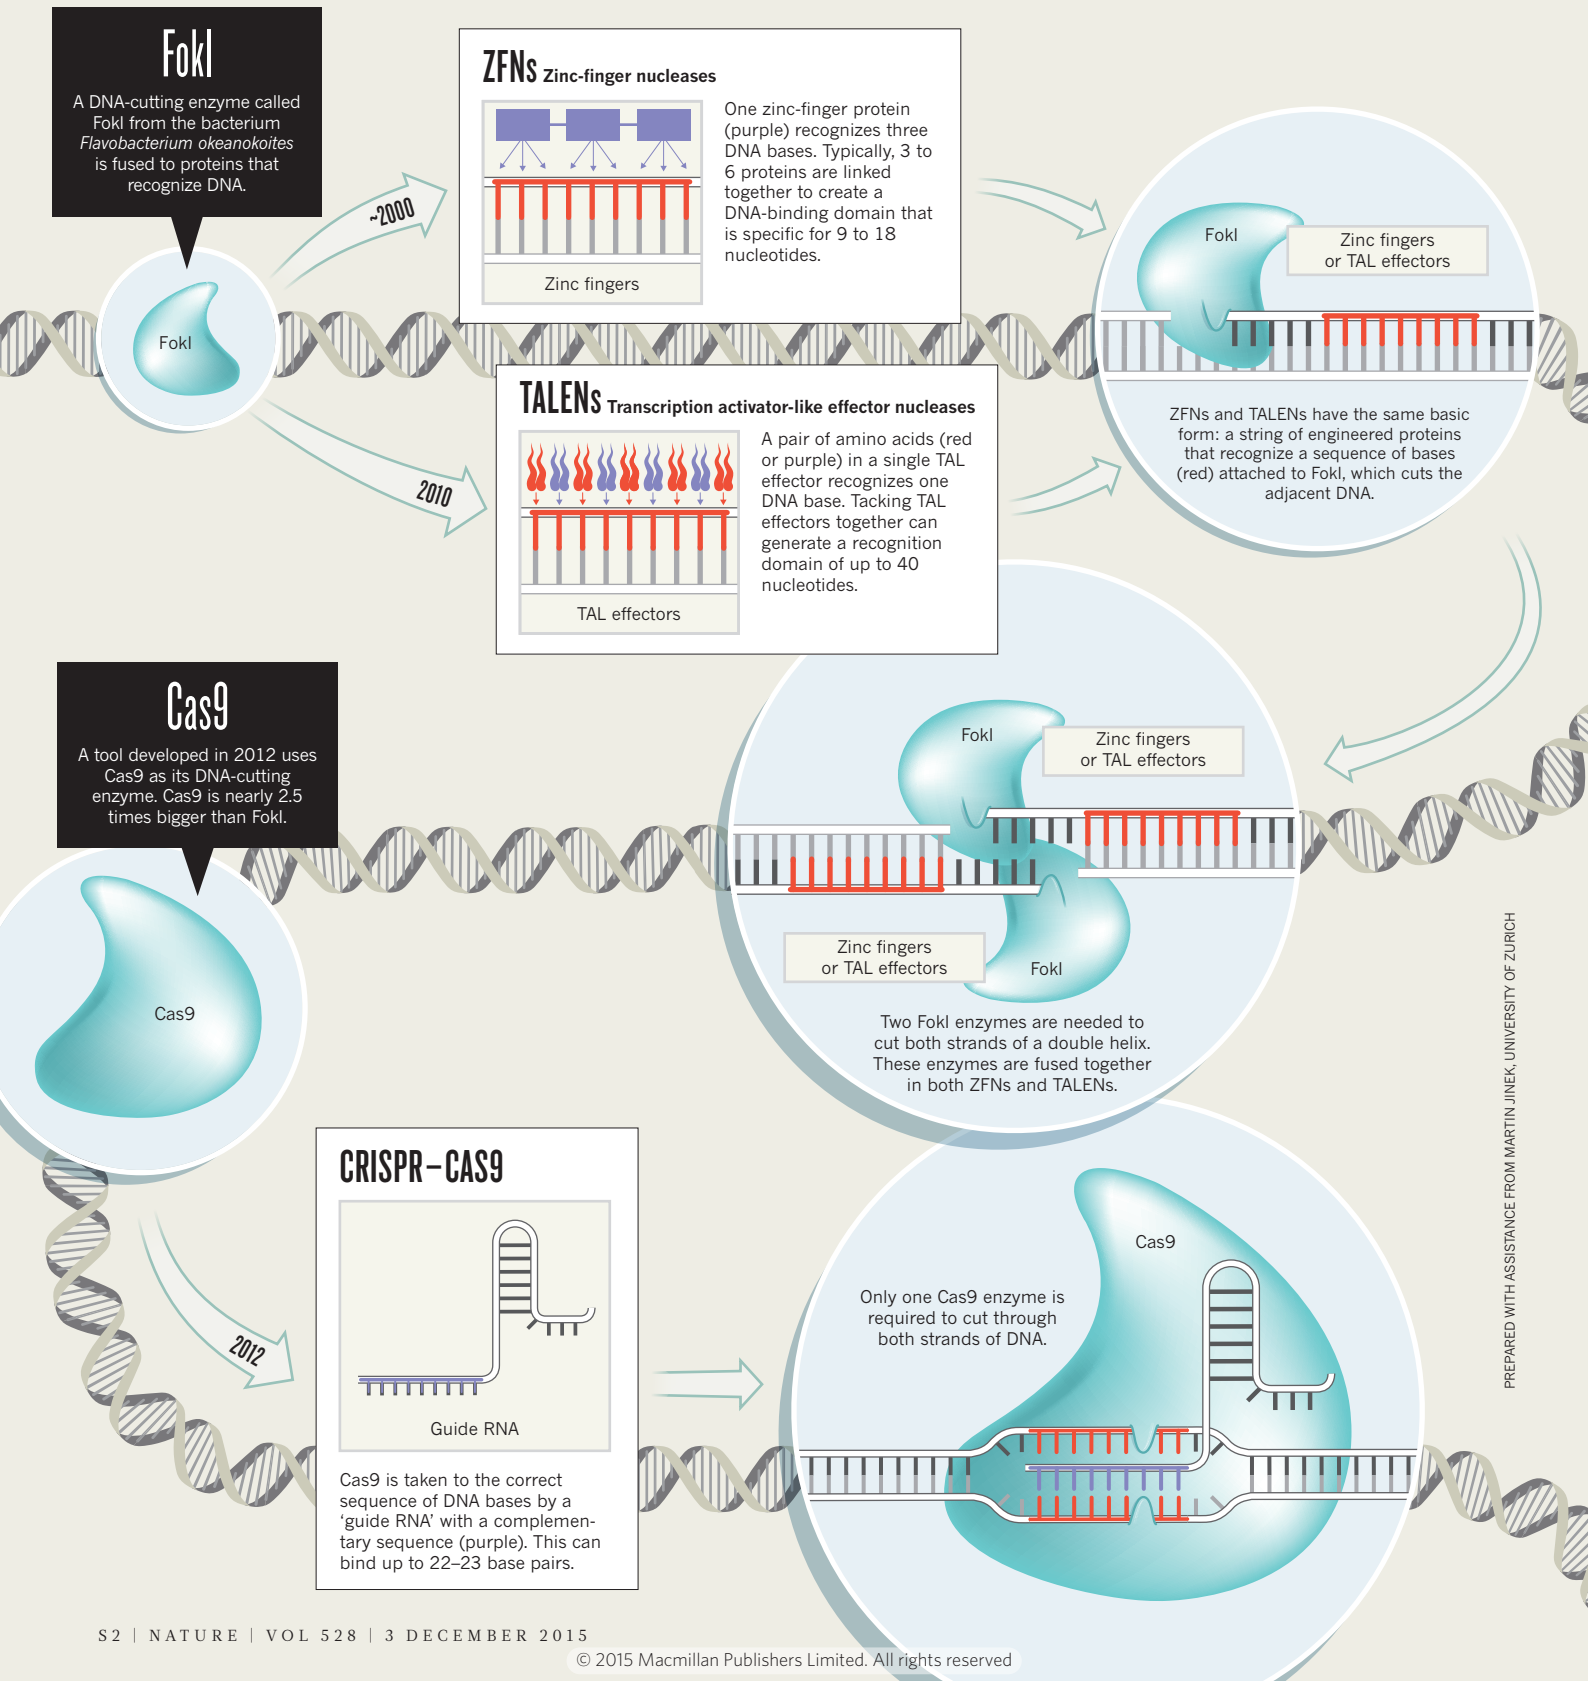 FokI
A DNA-cutting enzyme called
FokI from the bacterium
Flavobacterium okeanokoites
is fused to proteins that
recognize DNA.
FokI
~2000
2010
ZFNs Zinc-finger nucleases
Zinc fingers
One zinc-finger protein
(purple) recognizes three
DNA bases. Typically, 3 to
6 proteins are linked
together to create a
DNA-binding domain that
is specific for 9 to 18
nucleotides.
TALENs Transcription activator-like effector nucleases
TAL effectors
A pair of amino acids (red
or purple) in a single TAL
effector recognizes one
DNA base. Tacking TAL
effectors together can
generate a recognition
domain of up to 40
nucleotides.
FokI
Zinc fingers
or TAL effectors
ZFNs and TALENs have the same basic
form: a string of engineered proteins
that recognize a sequence of bases
(red) attached to FokI, which cuts the
adjacent DNA.
FokI
Zinc fingers
or TAL effectors
Zinc fingers
or TAL effectors
FokI
Two FokI enzymes are needed to
cut both strands of a double helix.
These enzymes are fused together
in both ZFNs and TALENs.
Cas9
A tool developed in 2012 uses
Cas9 as its DNA-cutting
enzyme. Cas9 is nearly 2.5
times bigger than FokI.
Cas9
2012
CRISPR–CAS9
Guide RNA
Cas9 is taken to the correct
sequence of DNA bases by a
‘guide RNA’ with a complemen-
tary sequence (purple). This can
bind up to 22–23 base pairs.
Cas9
Only one Cas9 enzyme is
required to cut through
both strands of DNA.
PREPARED WITH ASSISTANCE FROM MARTIN JINEK, UNIVERSITY OF ZURICH
S2 | NATURE | VOL 528 | 3 DECEMBER 2015
© 2015 Macmillan Publishers Limited. All rights reserved